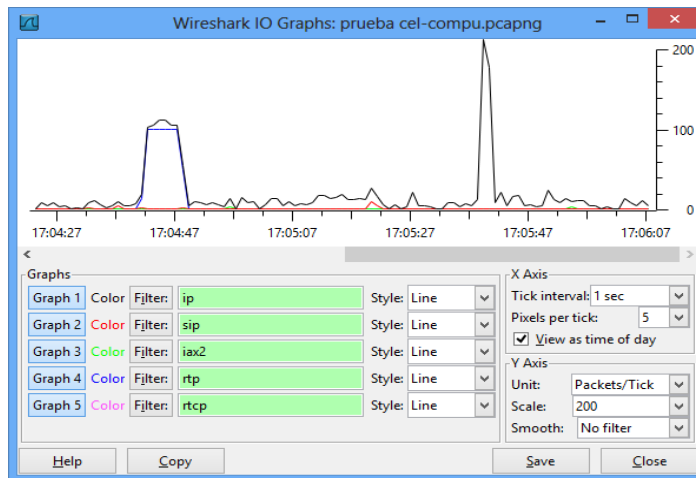 Wireshark IO Graphs: prueba cel-compu.pcapng
200
100
0
17:04:27 17:04:47 17:05:07 17:05:27 17:05:47 17:06:07
Graphs
Graph 1 Color Filter: ip Style: Line
Graph 2 Color Filter: sip Style: Line
Graph 3 Color Filter: iax2 Style: Line
Graph 4 Color Filter: rtp Style: Line
Graph 5 Color Filter: rtcp Style: Line
X Axis
Tick interval: 1 sec
Pixels per tick: 5
View as time of day
Y Axis
Unit: Packets/Tick
Scale: 200
Smooth: No filter
Help Copy Save Close